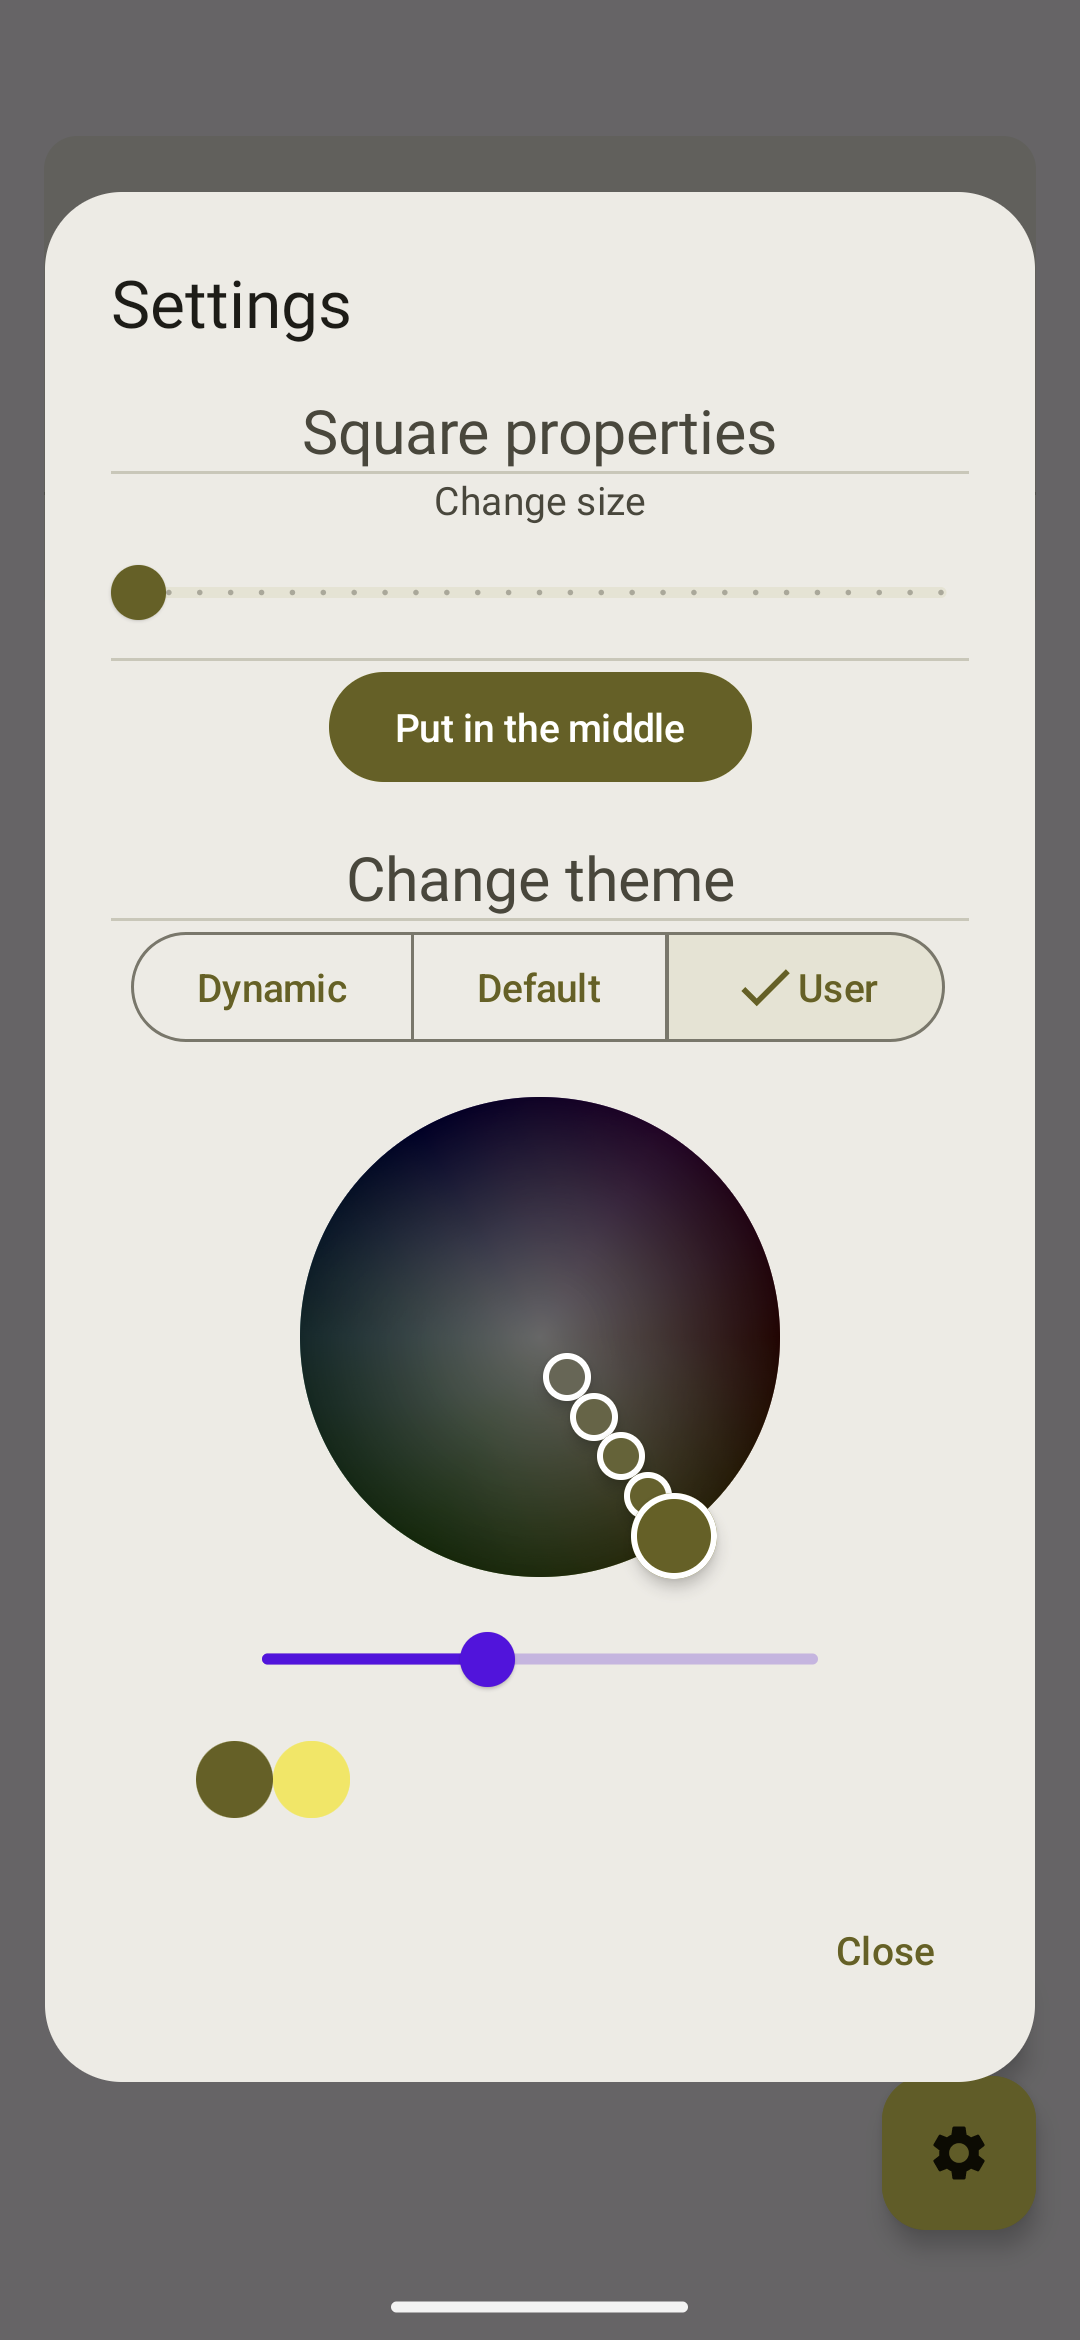 Settings
Square properties
Change size
Put in the middle
Change theme
Dynamic
Default
User
Close